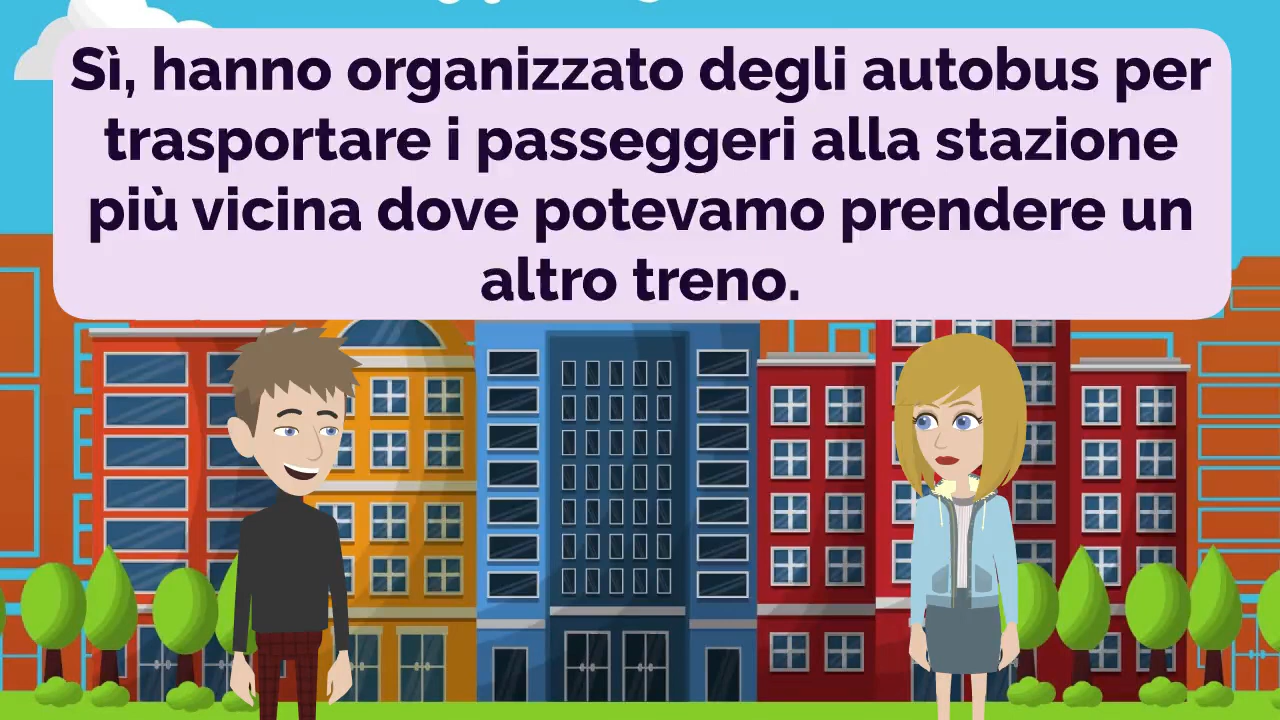 Sì, hanno organizzato degli autobus per
trasportare i passeggeri alla stazione
più vicina dove potevamo prendere un
altro treno.